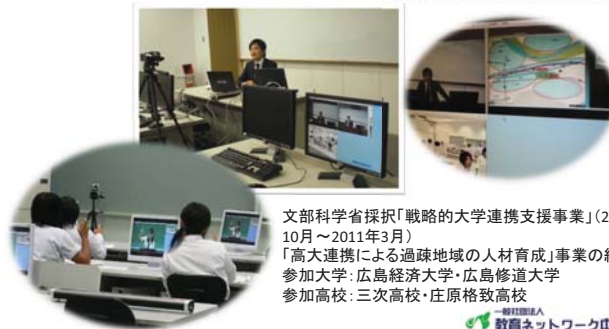 文部科学省採択「戦略的大学連携支援事業」(2
10月～2011年3月)
「高大連携による過疎地域の人材育成」事業の
参加大学:広島経済大学・広島修道大学
参加高校:三次高校・庄原格致高校
一般社団法人
教育ネットワーク